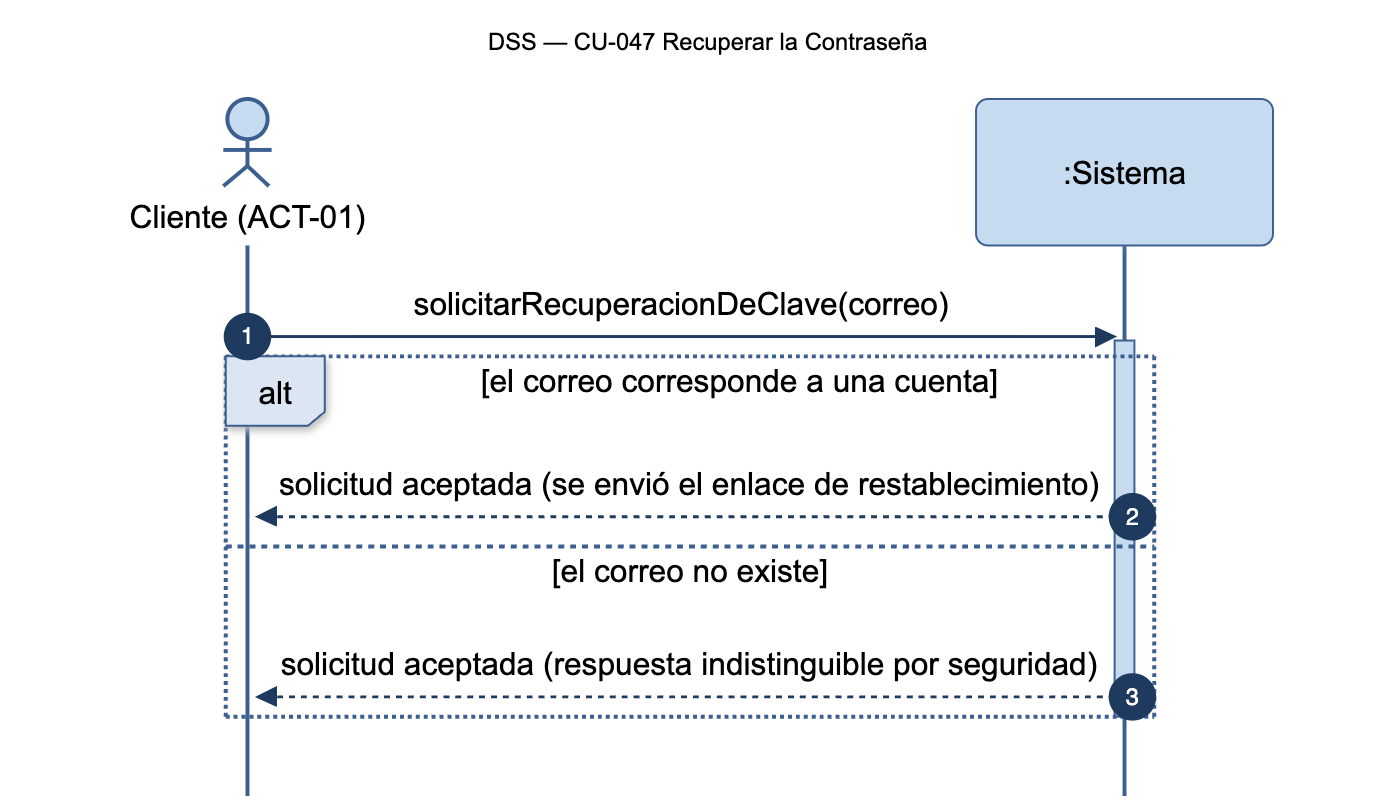 DSS — CU-047 Recuperar la Contraseña
Cliente (ACT-01)
:Sistema
solicitarRecuperacionDeClave(correo)
1
alt
[el correo corresponde a una cuenta]
solicitud aceptada (se envió el enlace de restablecimiento)
2
[el correo no existe]
solicitud aceptada (respuesta indistinguible por seguridad)
3